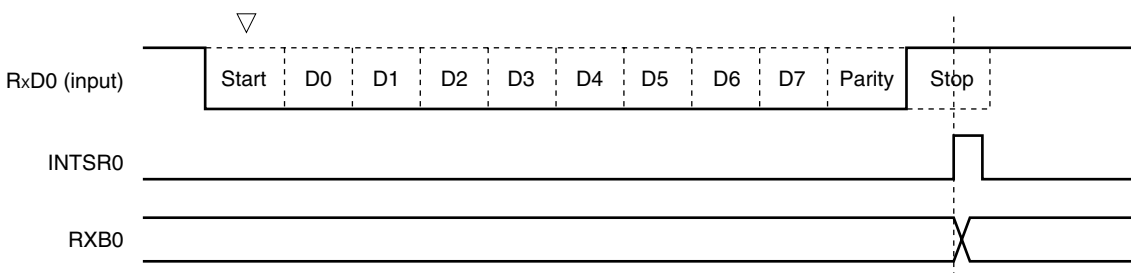 RxD0 (input) Start D0 D1 D2 D3 D4 D5 D6 D7 Parity Stop
INTSR0
RXB0